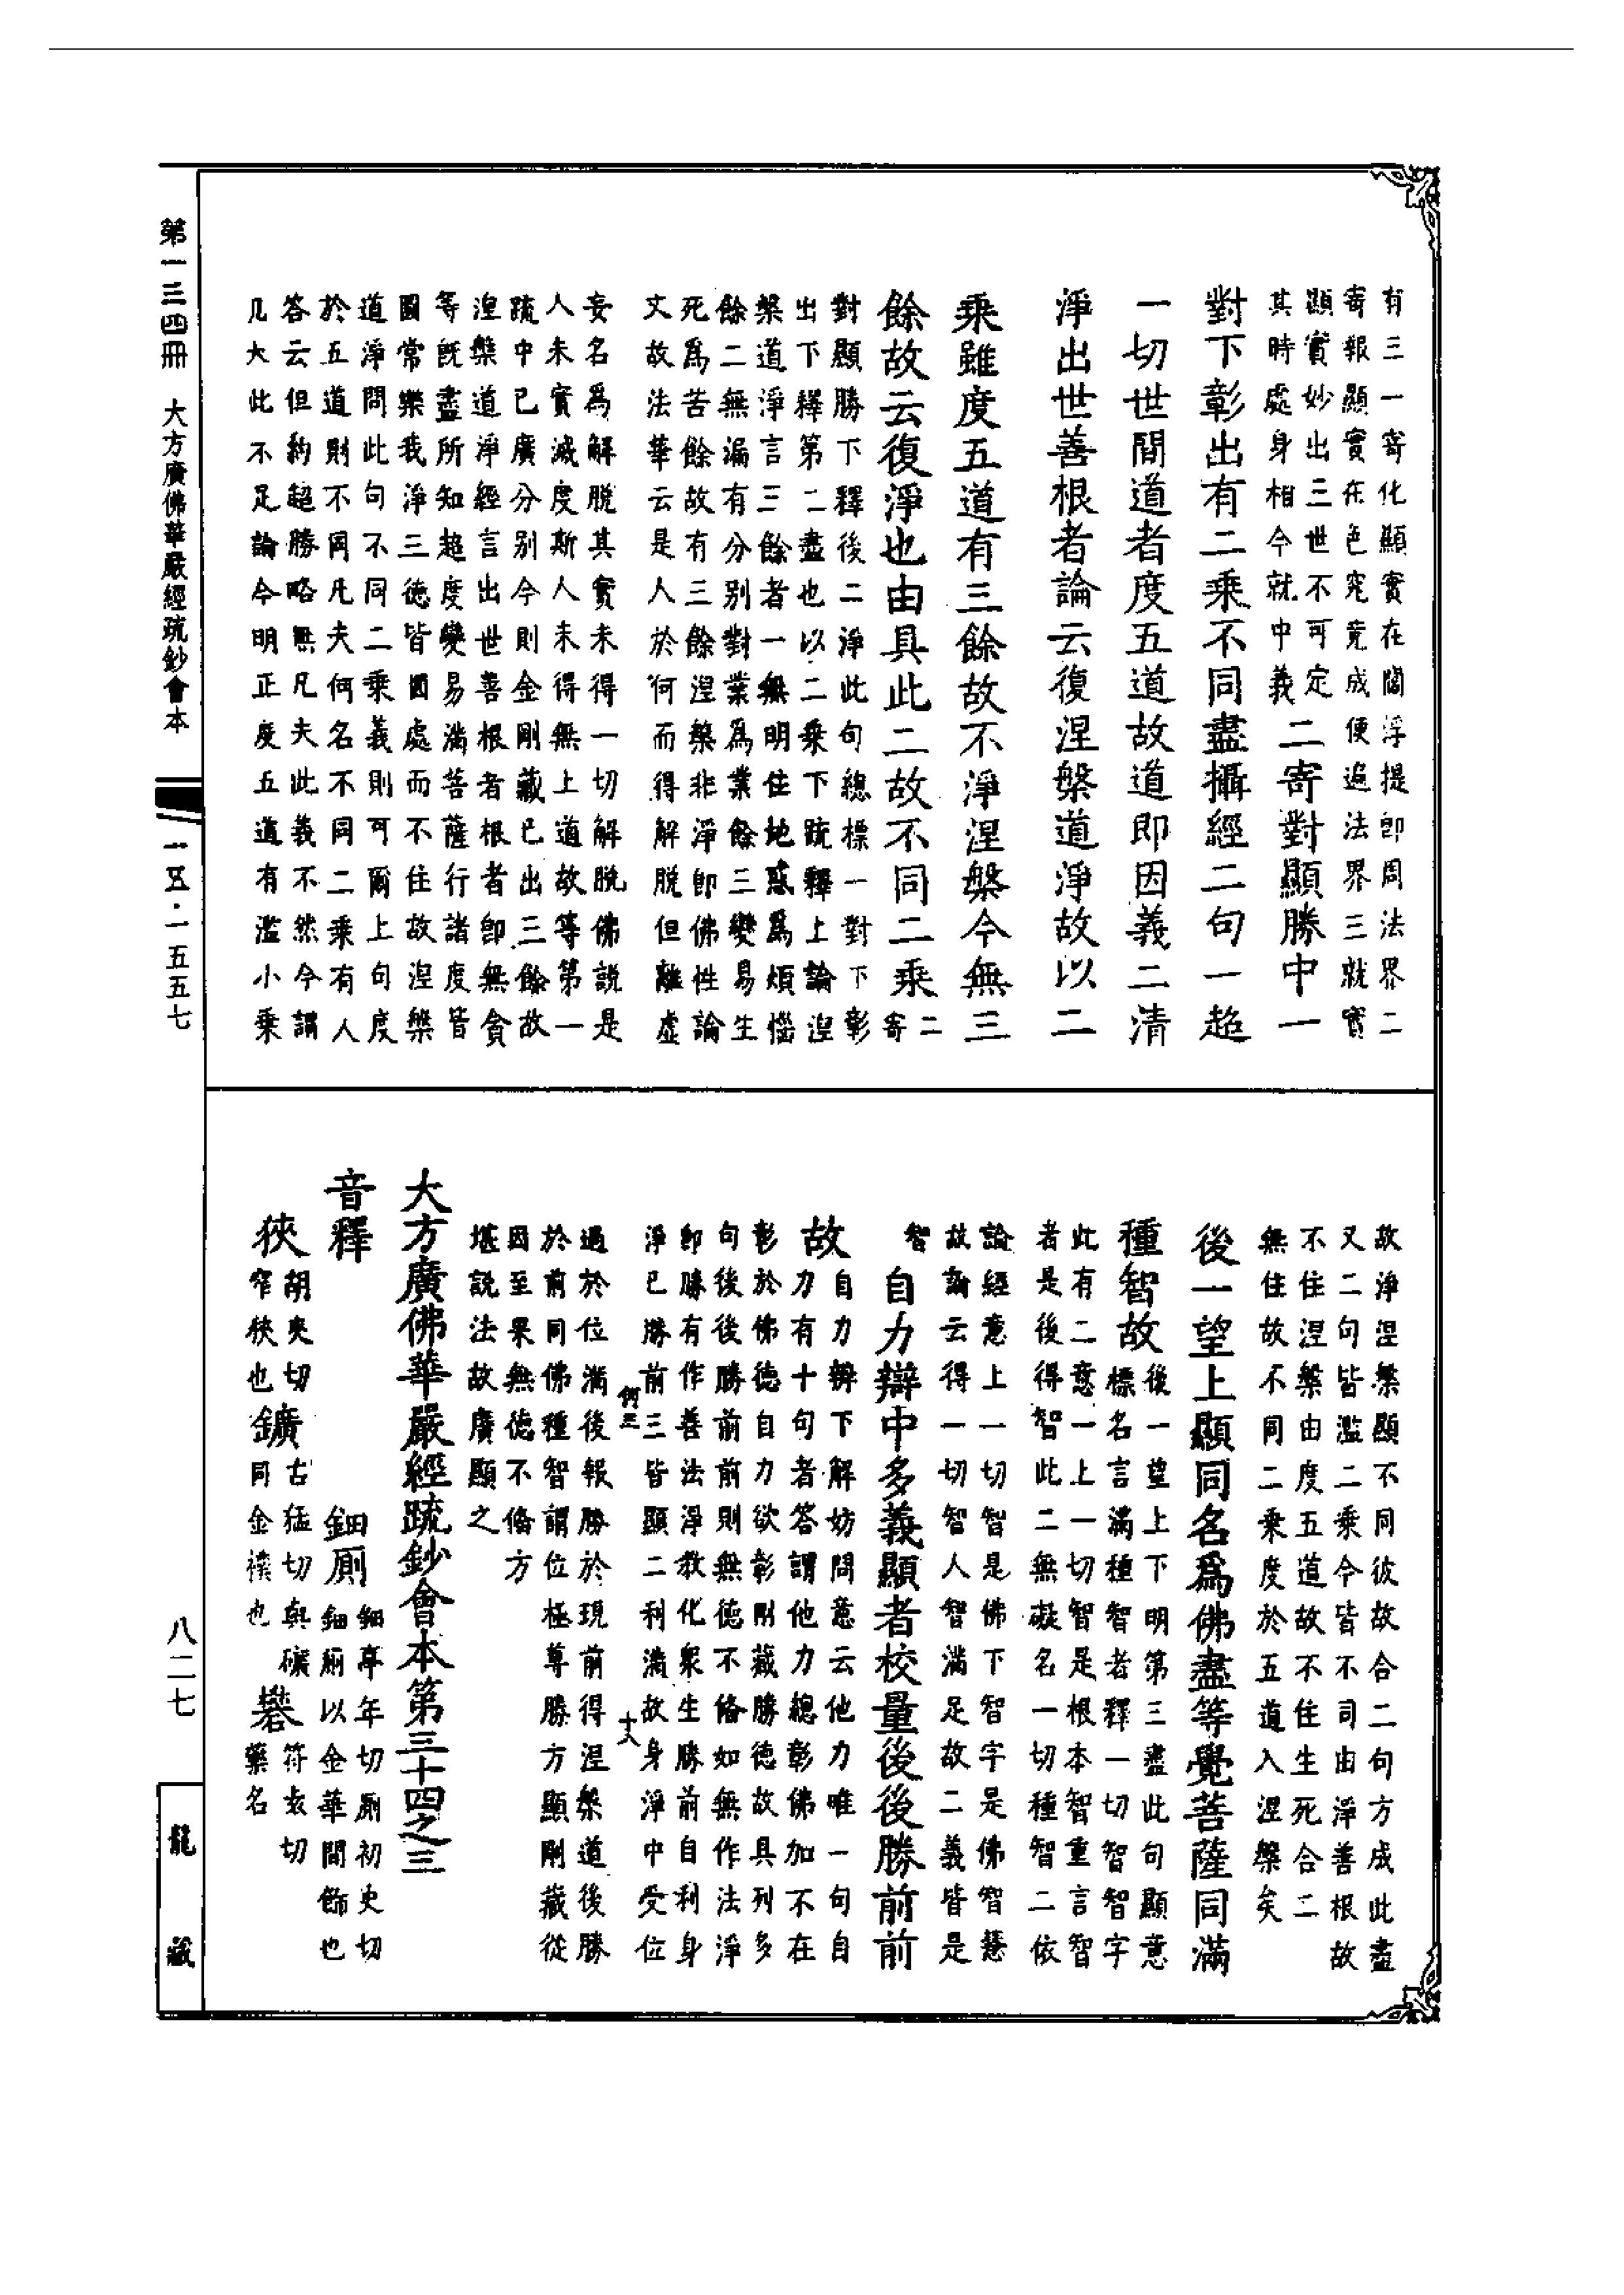 有三一寄化顯實在閻浮提即周法界二
寄報顯實在色究竟成便遍法界三就實
顯實妙出三世不可定
其時處身相今就中義
二寄對顯勝中一
對下彰出有二乘不同盡攝經二句一超
一切世間道者度五道故道即因義二清
淨出世善根者論云復涅槃道淨故以二
乘雖度五道有三餘故不淨涅槃今無三
餘故云復淨也由具此二故不同二乘
二
寄
對顯勝下釋後二淨此句總標一對下彰
出下釋第二盡也以二乘下疏釋上論涅
槃道淨言三餘者一無明住地惑為煩惱
餘二無漏有分別對業為業餘三變易生
死為苦餘故有三餘涅槃非淨即佛性論
文故法華云是人於何而得解脫但離虛
妄名為解脫其實未得一切解脫佛說是
人未實滅度斯人未得無上道故等第一
疏中已廣分別今則金剛藏已出三餘故
涅槃道淨經言出世善根者根者即無貪
等既盡所知超度變易滿菩薩行諸度皆
圓常樂我淨三德皆圓處而不住故涅槃
道淨問此句不同二乘義則可爾上句度
於五道則不同凡夫何名不同二乘有人
答云但約超勝略無凡夫此義不然今謂
凡大此不足論今明正度五道有濫小乘
故淨涅槃顯不同彼故合二句方成此盡
又二句皆濫二乘今皆不同由淨善根故
不住涅槃由度五道故不住生死合二
無住故不同二乘度於五道入涅槃矣
後一望上顯同名為佛盡等覺菩薩同滿
種智故
後一望上下明第三盡此句顯意
標名言滿種智者釋一切智智字
此有二意一上一切智是根本智重言智
者是後得智此二無礙名一切種智二依
論經意上一切智是佛下智字是佛智慧
故論云得一切智人智滿足故二義皆是
智
自力辯中多義顯者校量後後勝前前
故
自力辨下解妨問意云他力唯一句自
力有十句者答謂他力總彰佛加不在
彰於佛德自力欲彰剛藏勝德故具列多
句後後勝前前則無德不備如無作法淨
即勝有作善法淨教化眾生勝前自利身
淨已勝前三皆顯二利滿故身淨中受位
過於位滿後報勝於現前得涅槃道後勝
於前同佛種智謂位極尊勝方顯剛藏從
因至果無德不備方
堪說法故廣顯之
大方廣佛華嚴經疏鈔會本第三十四之三
音釋
鈿廁
鈿亭年切廁初吏切
鈿廁以金華間飾也
狹
胡夾切
窄狹也
鑛
古猛切與礦
同金樸也
礬
符袁切
藥名
第一三四冊 大方廣佛華嚴經疏鈔會本
一五·一五五七
八二七
龍藏